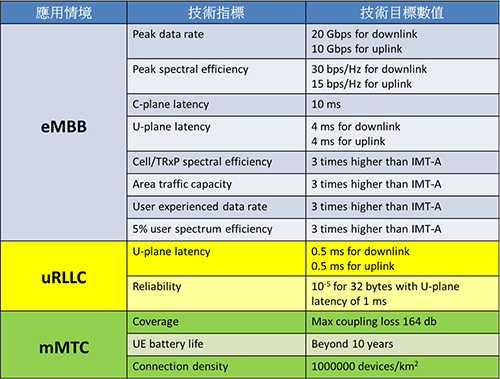 應用情境 技術指標 技術目標數值
eMBB
Peak data rate 20 Gbps for downlink
10 Gbps for uplink
Peak spectral efficiency 30 bps/Hz for downlink
15 bps/Hz for uplink
C-plane latency 10 ms
U-plane latency 4 ms for downlink
4 ms for uplink
Cell/TRxP spectral efficiency 3 times higher than IMT-A
Area traffic capacity 3 times higher than IMT-A
User experienced data rate 3 times higher than IMT-A
5% user spectrum efficiency 3 times higher than IMT-A
uRLLC
U-plane latency 0.5 ms for downlink
0.5 ms for uplink
Reliability 10⁻⁵ for 32 bytes with U-plane
latency of 1 ms
mMTC
Coverage Max coupling loss 164 db
UE battery life Beyond 10 years
Connection density 1000000 devices/km²